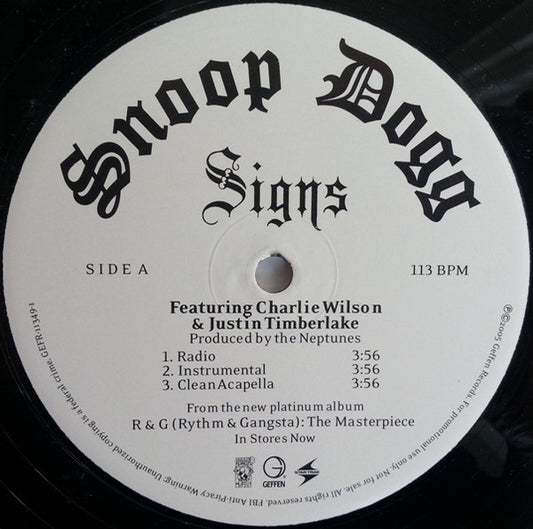 Snoop Dogg
Signs
SIDE A
113 BPM
Featuring Charlie Wilson
& Justin Timberlake
Produced by the Neptunes
1. Radio 3:56
2. Instrumental 3:56
3. Clean Acapella 3:56
From the new platinum album
R & G (Rythm & Gangsta): The Masterpiece
In Stores Now
GEFFEN
STAR TRAK
℗©2005 Geffen Records. For promotional use only. Not for sale. All rights reserved. FBI Anti-Piracy Warning: Unauthorized copying is a federal crime. GEFR-11349-1